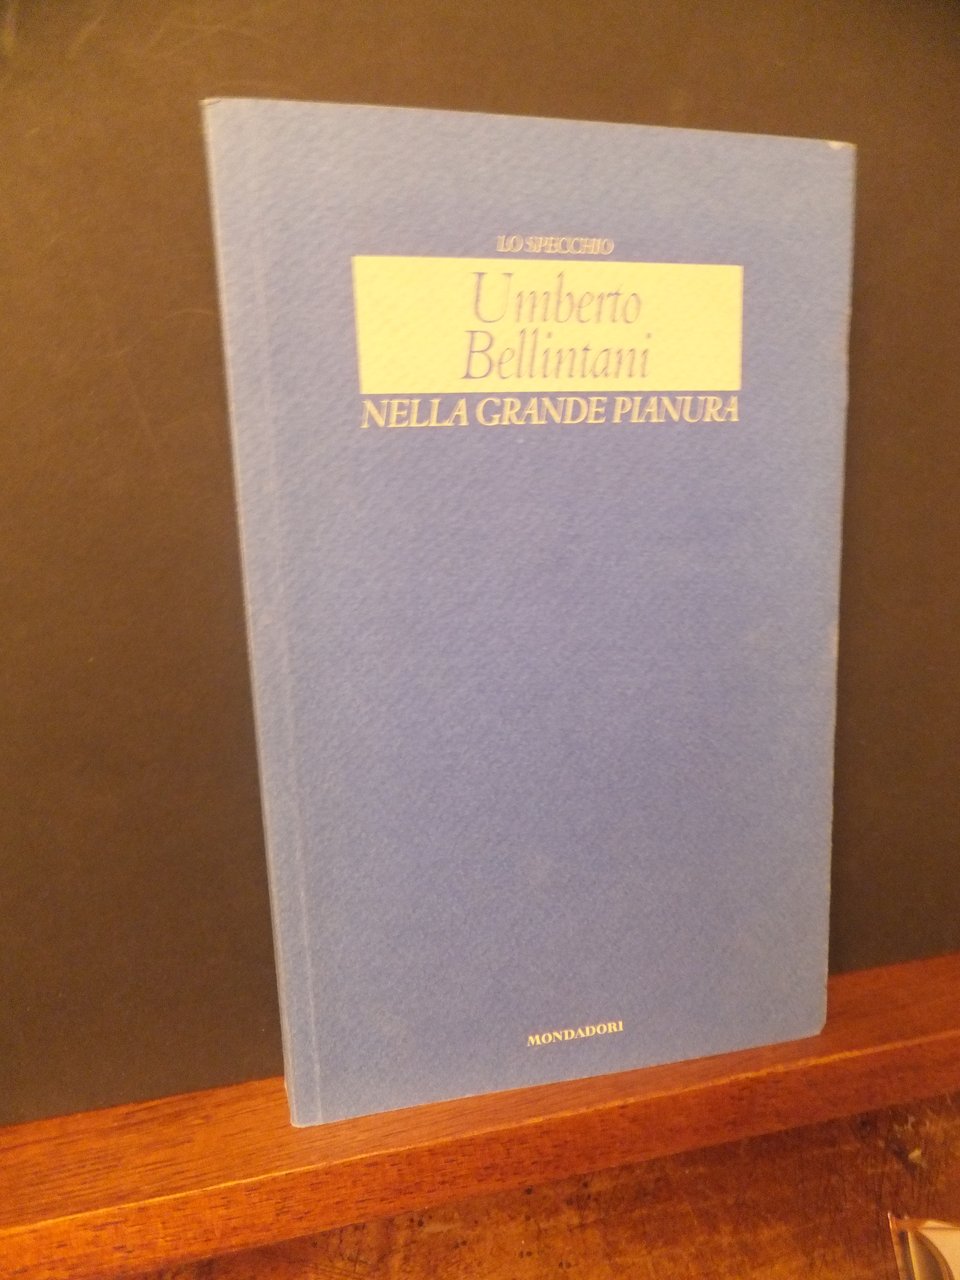 LO SPECCHIO
Umberto
Bellintani
NELLA GRANDE PIANURA
MONDADORI